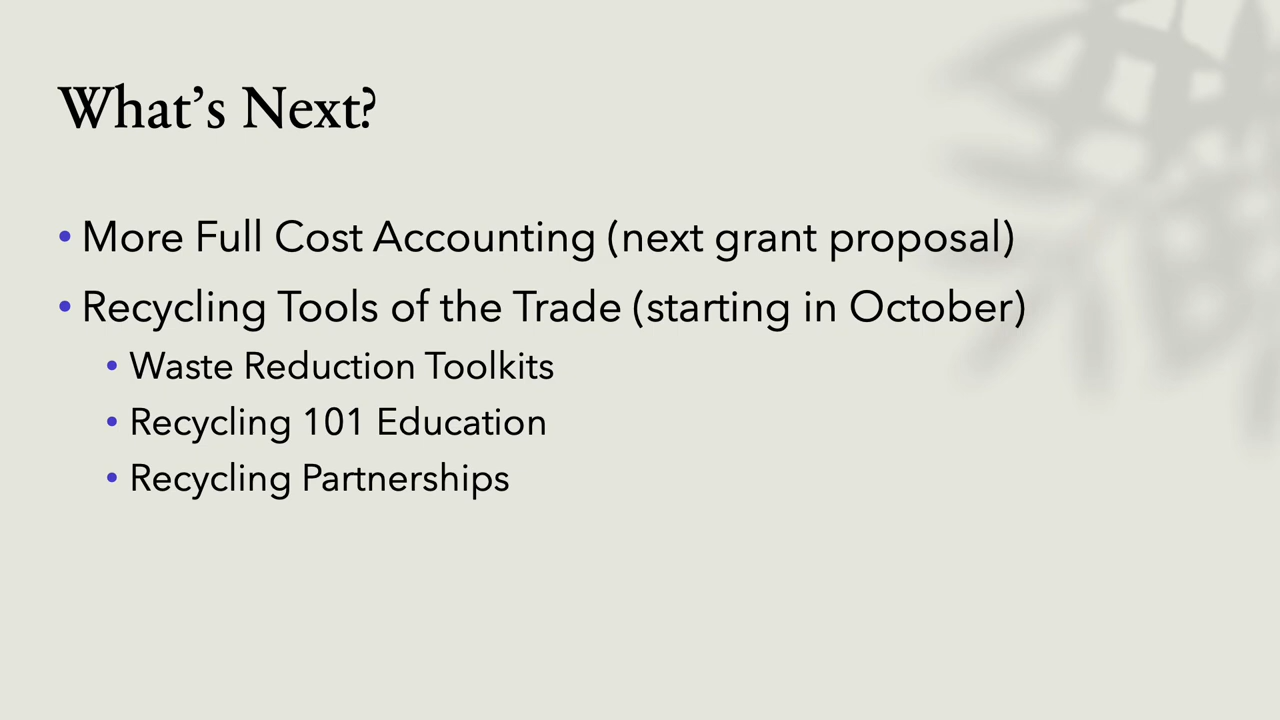 What’s Next?
• More Full Cost Accounting (next grant proposal)
• Recycling Tools of the Trade (starting in October)
• Waste Reduction Toolkits
• Recycling 101 Education
• Recycling Partnerships